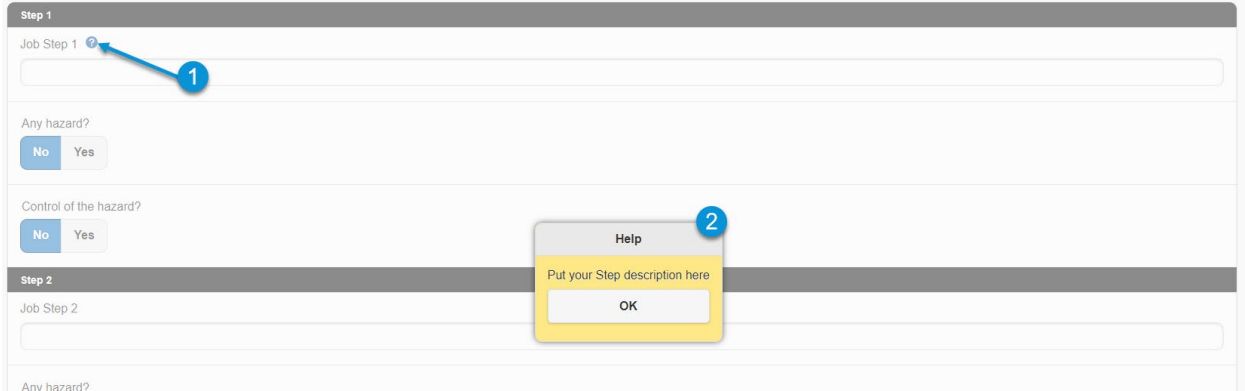 Step 1
Job Step 1 ?
1
Any hazard?
No Yes
Control of the hazard?
No Yes
2
Help
Put your Step description here
OK
Step 2
Job Step 2
Any hazard?